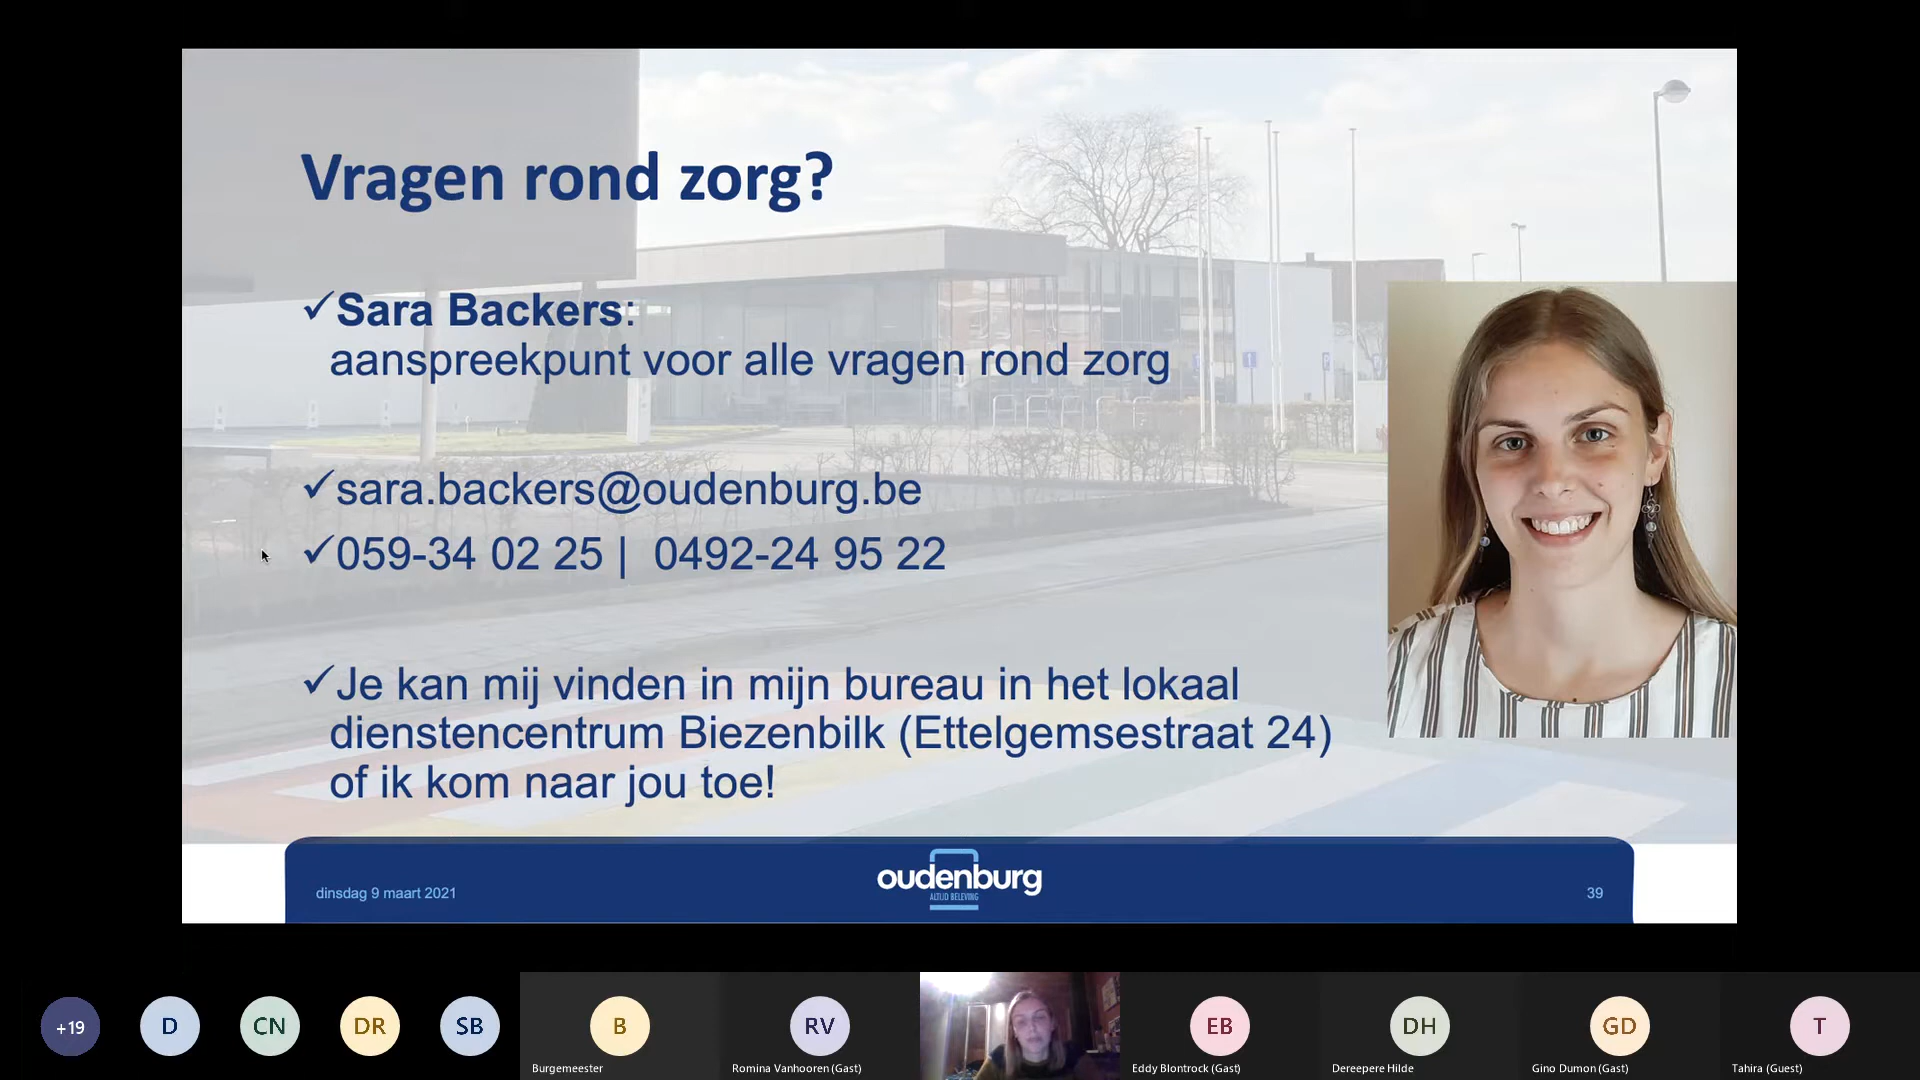 Vragen rond zorg?
✓Sara Backers:
aanspreekpunt voor alle vragen rond zorg
✓sara.backers@oudenburg.be
✓059-34 02 25 | 0492-24 95 22
✓Je kan mij vinden in mijn bureau in het lokaal
dienstencentrum Biezenbilk (Ettelgemsestraat 24)
of ik kom naar jou toe!
dinsdag 9 maart 2021
oudenburg
ALTIJD BELEVING
39
+19
D
CN
DR
SB
B
RV
EB
DH
GD
T
Burgemeester
Romina Vanhooren (Gast)
Eddy Blontrock (Gast)
Dereepere Hilde
Gino Dumon (Gast)
Tahira (Guest)